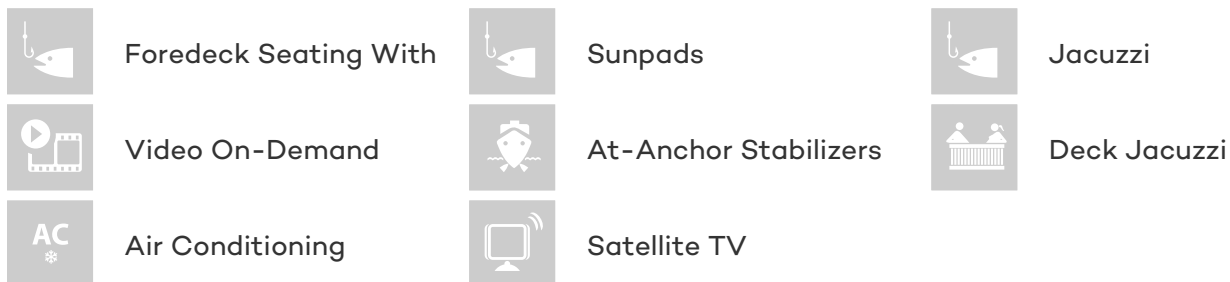 Foredeck Seating With
Sunpads
Jacuzzi
Video On-Demand
At-Anchor Stabilizers
Deck Jacuzzi
AC
Air Conditioning
Satellite TV